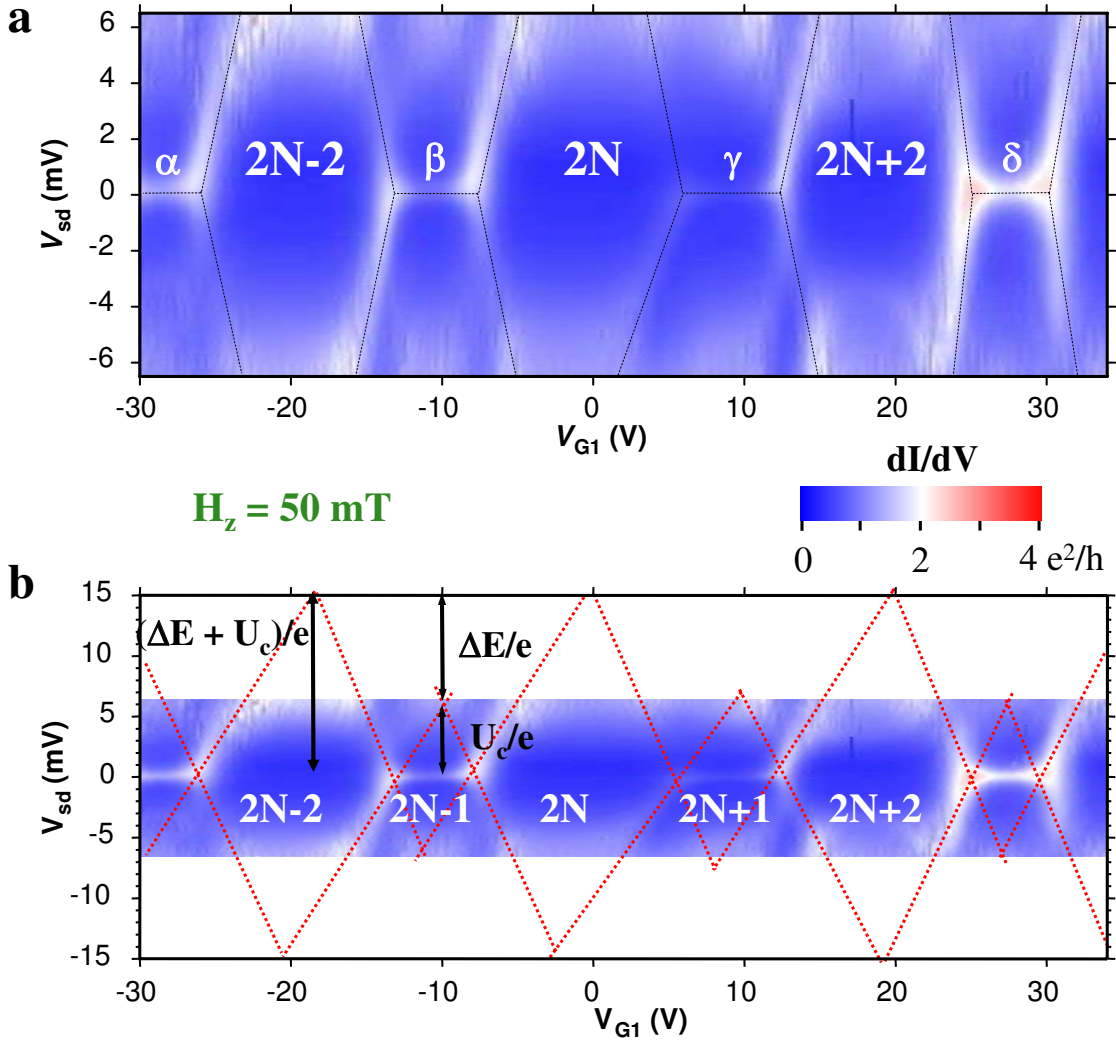 a
6
4
2
0
-2
-4
-6
V_sd (mV)
α 2N-2 β 2N γ 2N+2 δ
-30 -20 -10 0 10 20 30
V_G1 (V)
H_z = 50 mT
dI/dV
0 2 4 e²/h
b
15
10
5
0
-5
-10
-15
V_sd (mV)
(ΔE + U_c)/e
ΔE/e
U_c/e
2N-2 2N-1 2N 2N+1 2N+2
-30 -20 -10 0 10 20 30
V_G1 (V)